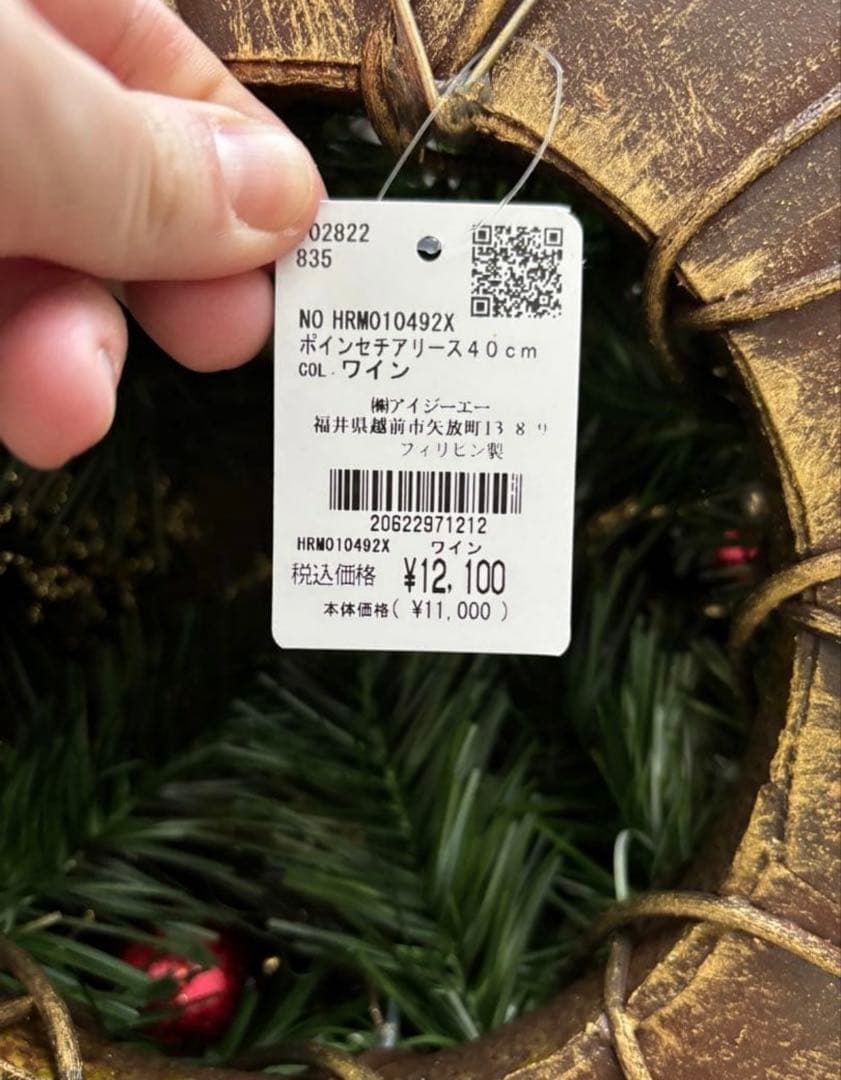 02822
835
NO HRM010492X
ポインセチアリース40cm
COL.ワイン
㈱アイジーエー
福井県越前市矢放町13
フィリピン製
20622971212
HRM010492X ワイン
税込価格 ¥12,100
本体価格( ¥11,000 )